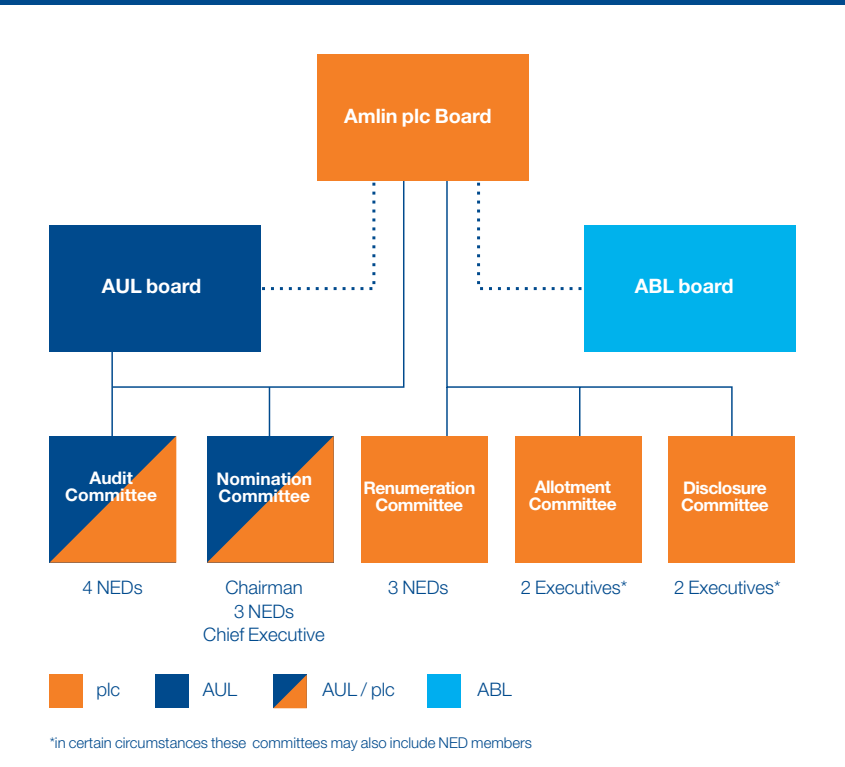 Amlin plc Board
AUL board
ABL board
Audit
Committee
Nomination
Committee
Renumeration
Committee
Allotment
Committee
Disclosure
Committee
4 NEDs
Chairman
3 NEDs
Chief Executive
3 NEDs
2 Executives*
2 Executives*
plc
AUL
AUL / plc
ABL
*in certain circumstances these committees may also include NED members